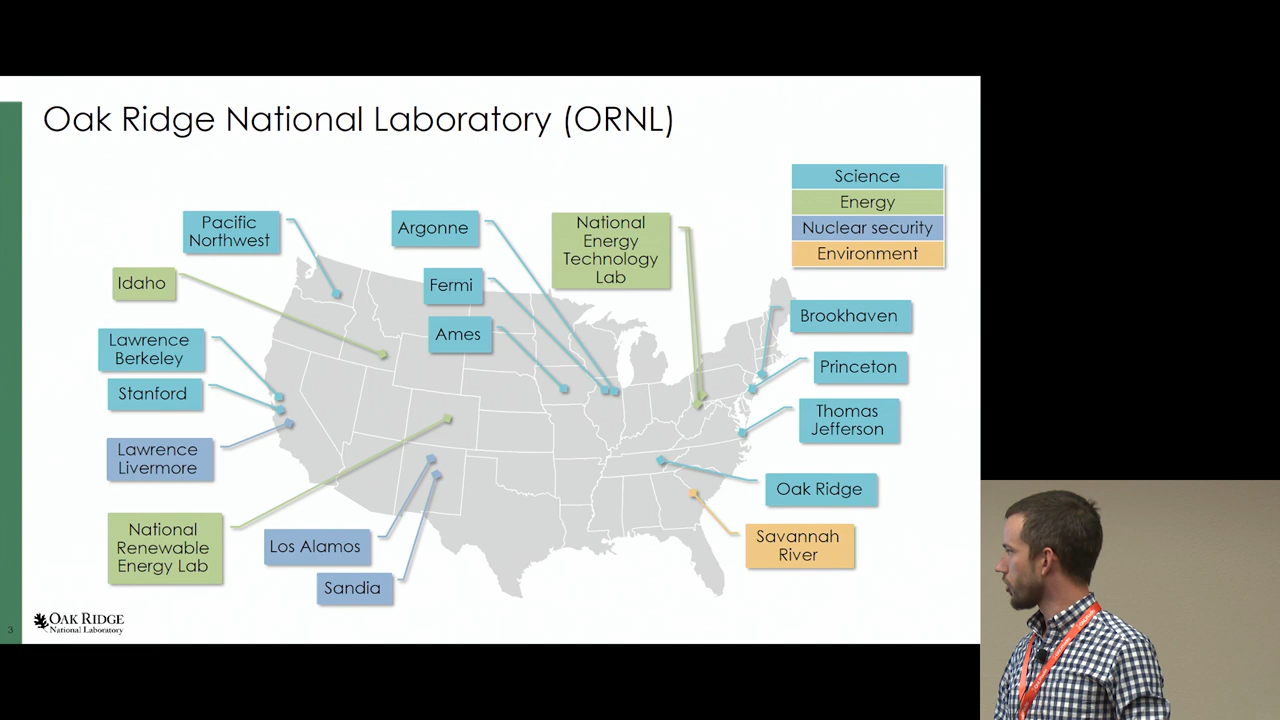 Oak Ridge National Laboratory (ORNL)
Science
Energy
Nuclear security
Environment
Pacific
Northwest
Argonne
National
Energy
Technology
Lab
Idaho
Fermi
Ames
Brookhaven
Lawrence
Berkeley
Princeton
Stanford
Thomas
Jefferson
Lawrence
Livermore
Oak Ridge
National
Renewable
Energy Lab
Los Alamos
Savannah
River
Sandia
3
OAK RIDGE
National Laboratory